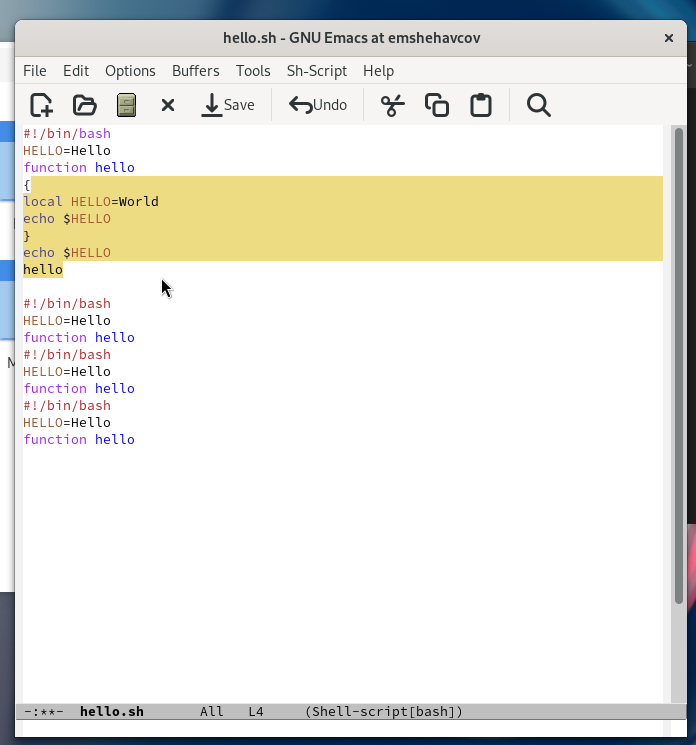 hello.sh - GNU Emacs at emshehavcov
File Edit Options Buffers Tools Sh-Script Help
Save Undo
#!/bin/bash
HELLO=Hello
function hello
{
local HELLO=World
echo $HELLO
}
echo $HELLO
hello
#!/bin/bash
HELLO=Hello
function hello
#!/bin/bash
HELLO=Hello
function hello
#!/bin/bash
HELLO=Hello
function hello
-:**- hello.sh All L4 (Shell-script[bash])